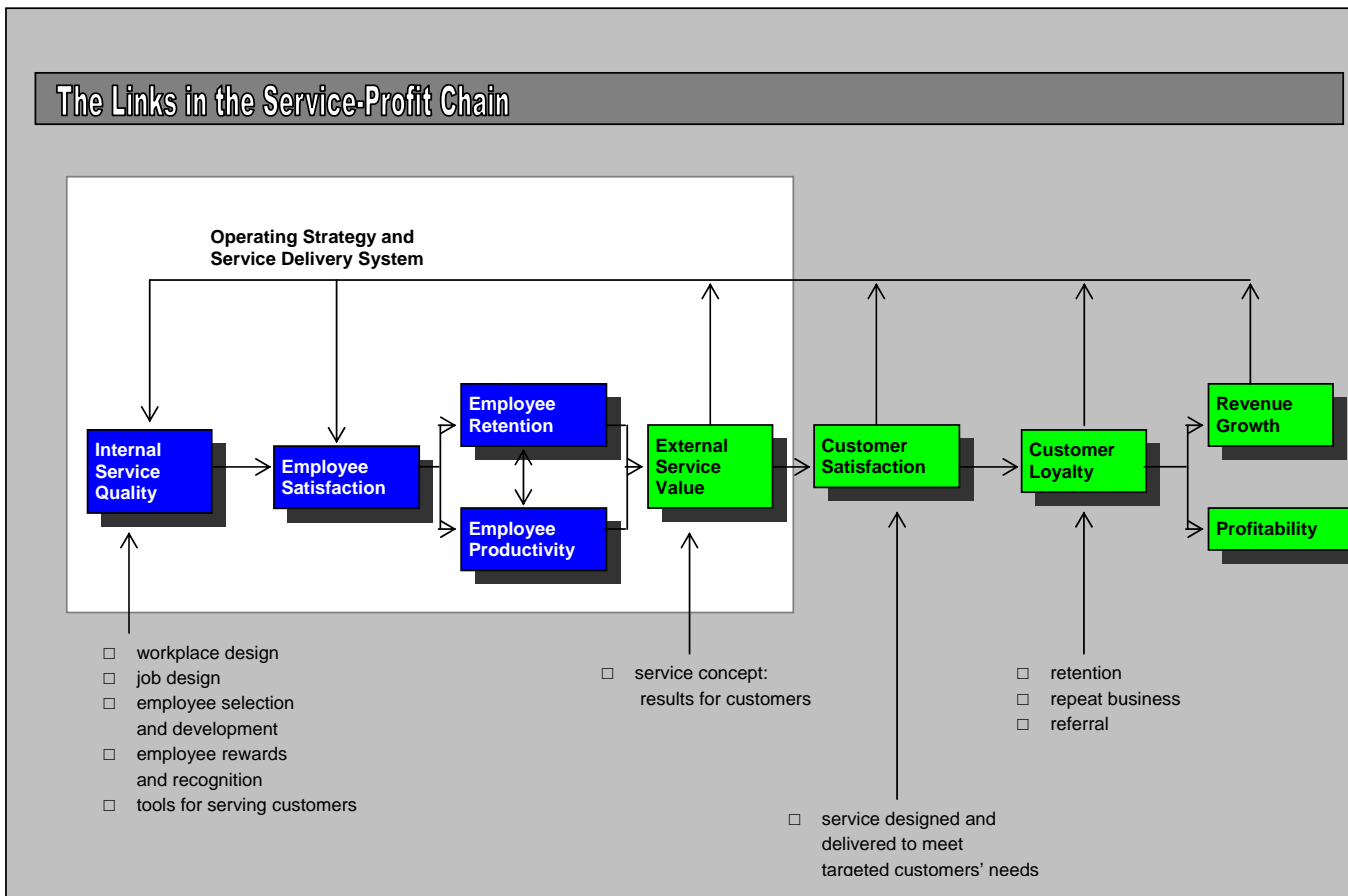 The Links in the Service-Profit Chain
Operating Strategy and
Service Delivery System
Internal
Service
Quality
Employee
Satisfaction
Employee
Retention
Employee
Productivity
External
Service
Value
Customer
Satisfaction
Customer
Loyalty
Revenue
Growth
Profitability
□ workplace design
□ job design
□ employee selection
and development
□ employee rewards
and recognition
□ tools for serving customers
□ service concept:
results for customers
□ service designed and
delivered to meet
targeted customers’ needs
□ retention
□ repeat business
□ referral